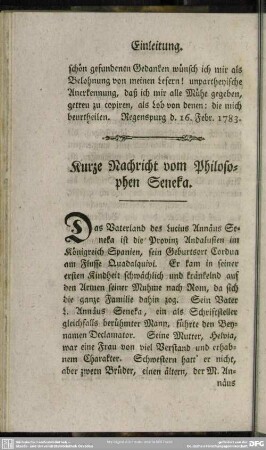 Einleitung.
schön gefundenen Gedanken wünsch ich mir als
Belohnung von meinen Lesern! unpartheyische
Anerkennung, daß ich mir alle Mühe gegeben,
getreu zu copiren, als Lob von denen: die mich
beurtheilen. Regenspurg d. 16. Febr. 1783.
Kurze Nachricht vom Philoso-
phen Seneka.
Das Vaterland des Lucius Annäus Se-
neka ist die Provinz Andalusien im
Königreich Spanien, sein Geburtsort Cordua
am Flusse Quadalquivi. Er kam in seiner
ersten Kindheit schwächlich und kränkelnd auf
den Armen seiner Muhme nach Rom, da sich
die ganze Familie dahin zog. Sein Vater
L. Annäus Seneka, ein als Schriftsteller
gleichfalls berühmter Mann, führte den Bey-
namen Declamator. Seine Mutter, Helvia,
war eine Frau von viel Verstand und erhab-
nem Charakter. Schwestern hatt' er nicht,
aber zween Brüder, einen ältern, der M. An-
näus